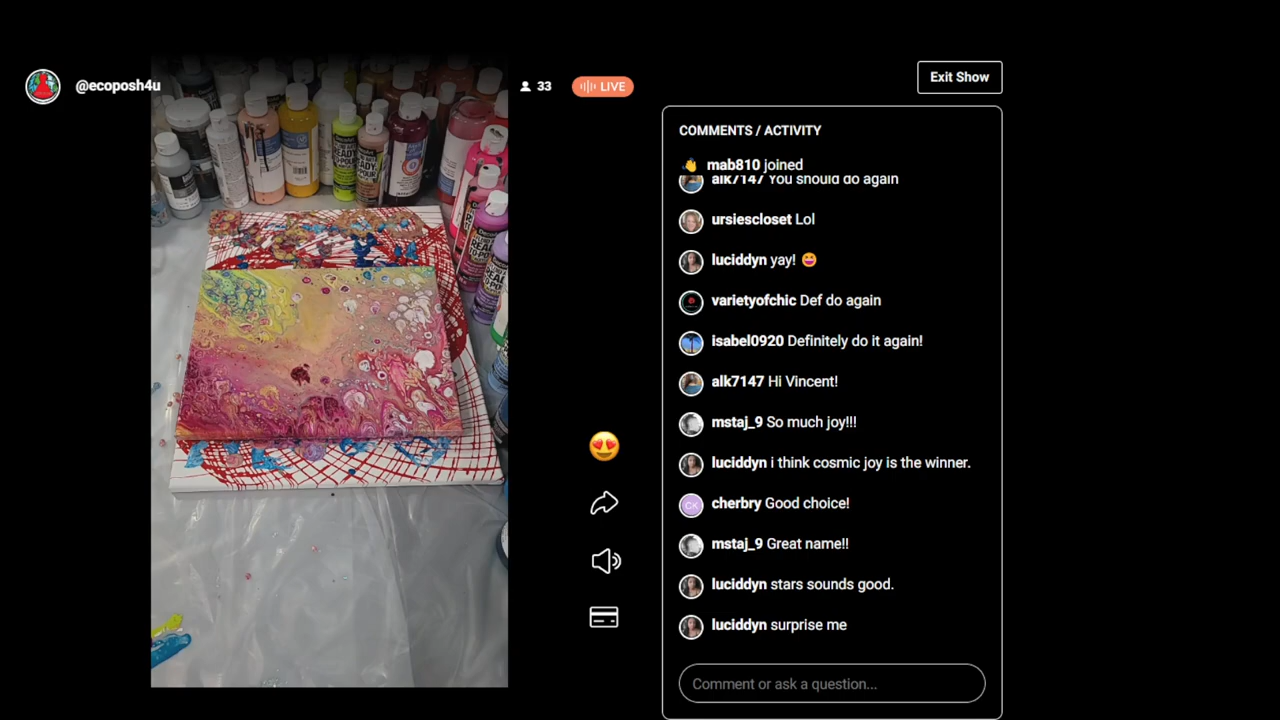 @ecoposh4u
33
LIVE
Exit Show
COMMENTS / ACTIVITY
mab810 joined
alk7147 You should do again
ursiescloset Lol
luciddyn yay!
varietyofchic Def do again
isabel0920 Definitely do it again!
alk7147 Hi Vincent!
mstaj_9 So much joy!!!
luciddyn i think cosmic joy is the winner.
CK
cherbry Good choice!
mstaj_9 Great name!!
luciddyn stars sounds good.
luciddyn surprise me
Comment or ask a question...
READY
READY